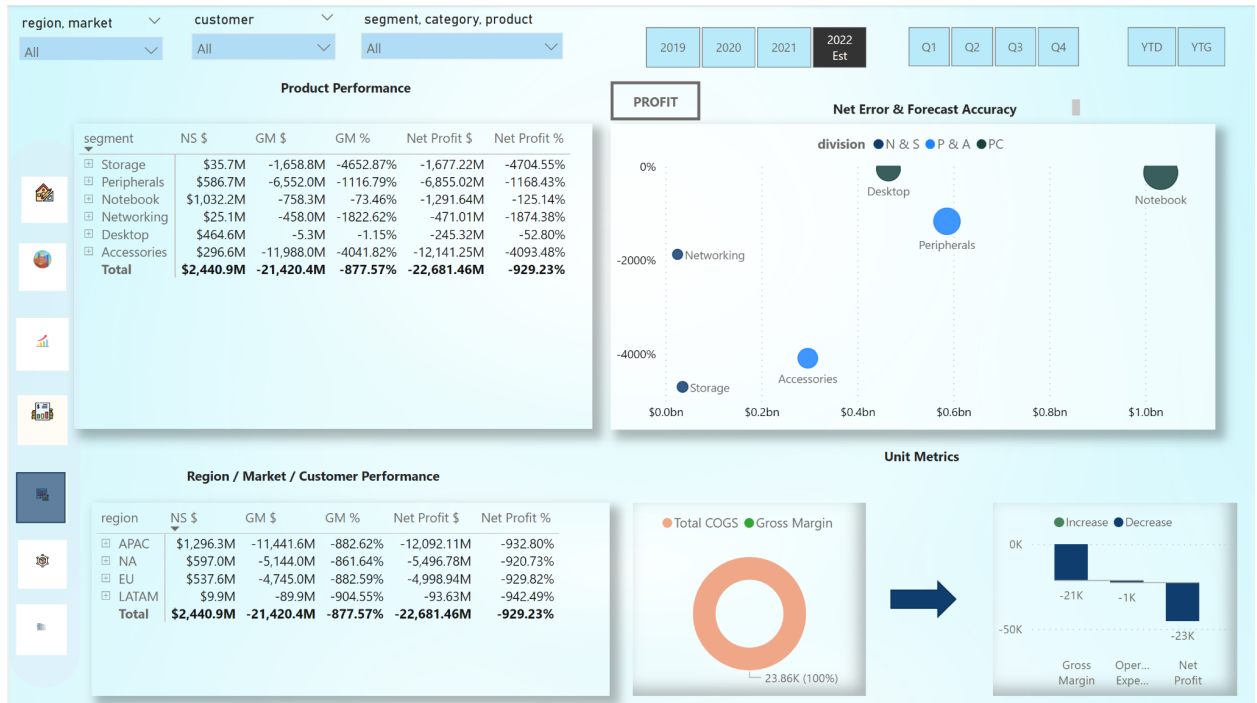 region, market
customer
segment, category, product
All
All
All
2019
2020
2021
2022
Est
Q1
Q2
Q3
Q4
YTD
YTG
Product Performance
segment NS $ GM $ GM % Net Profit $ Net Profit %
Storage $35.7M -1,658.8M -4652.87% -1,677.22M -4704.55%
Peripherals $586.7M -6,552.0M -1116.79% -6,855.02M -1168.43%
Notebook $1,032.2M -758.3M -73.46% -1,291.64M -125.14%
Networking $25.1M -458.0M -1822.62% -471.01M -1874.38%
Desktop $464.6M -5.3M -1.15% -245.32M -52.80%
Accessories $296.6M -11,988.0M -4041.82% -12,141.25M -4093.48%
Total $2,440.9M -21,420.4M -877.57% -22,681.46M -929.23%
PROFIT
Net Error & Forecast Accuracy
division N & S P & A PC
0%
-2000%
-4000%
Desktop
Notebook
Peripherals
Networking
Accessories
Storage
$0.0bn $0.2bn $0.4bn $0.6bn $0.8bn $1.0bn
Region / Market / Customer Performance
region NS $ GM $ GM % Net Profit $ Net Profit %
APAC $1,296.3M -11,441.6M -882.62% -12,092.11M -932.80%
NA $597.0M -5,144.0M -861.64% -5,496.78M -920.73%
EU $537.6M -4,745.0M -882.59% -4,998.94M -929.82%
LATAM $9.9M -89.9M -904.55% -93.63M -942.49%
Total $2,440.9M -21,420.4M -877.57% -22,681.46M -929.23%
Unit Metrics
Total COGS Gross Margin
23.86K (100%)
Increase Decrease
0K
-50K
-21K
-1K
-23K
Gross
Margin
Oper...
Expe...
Net
Profit